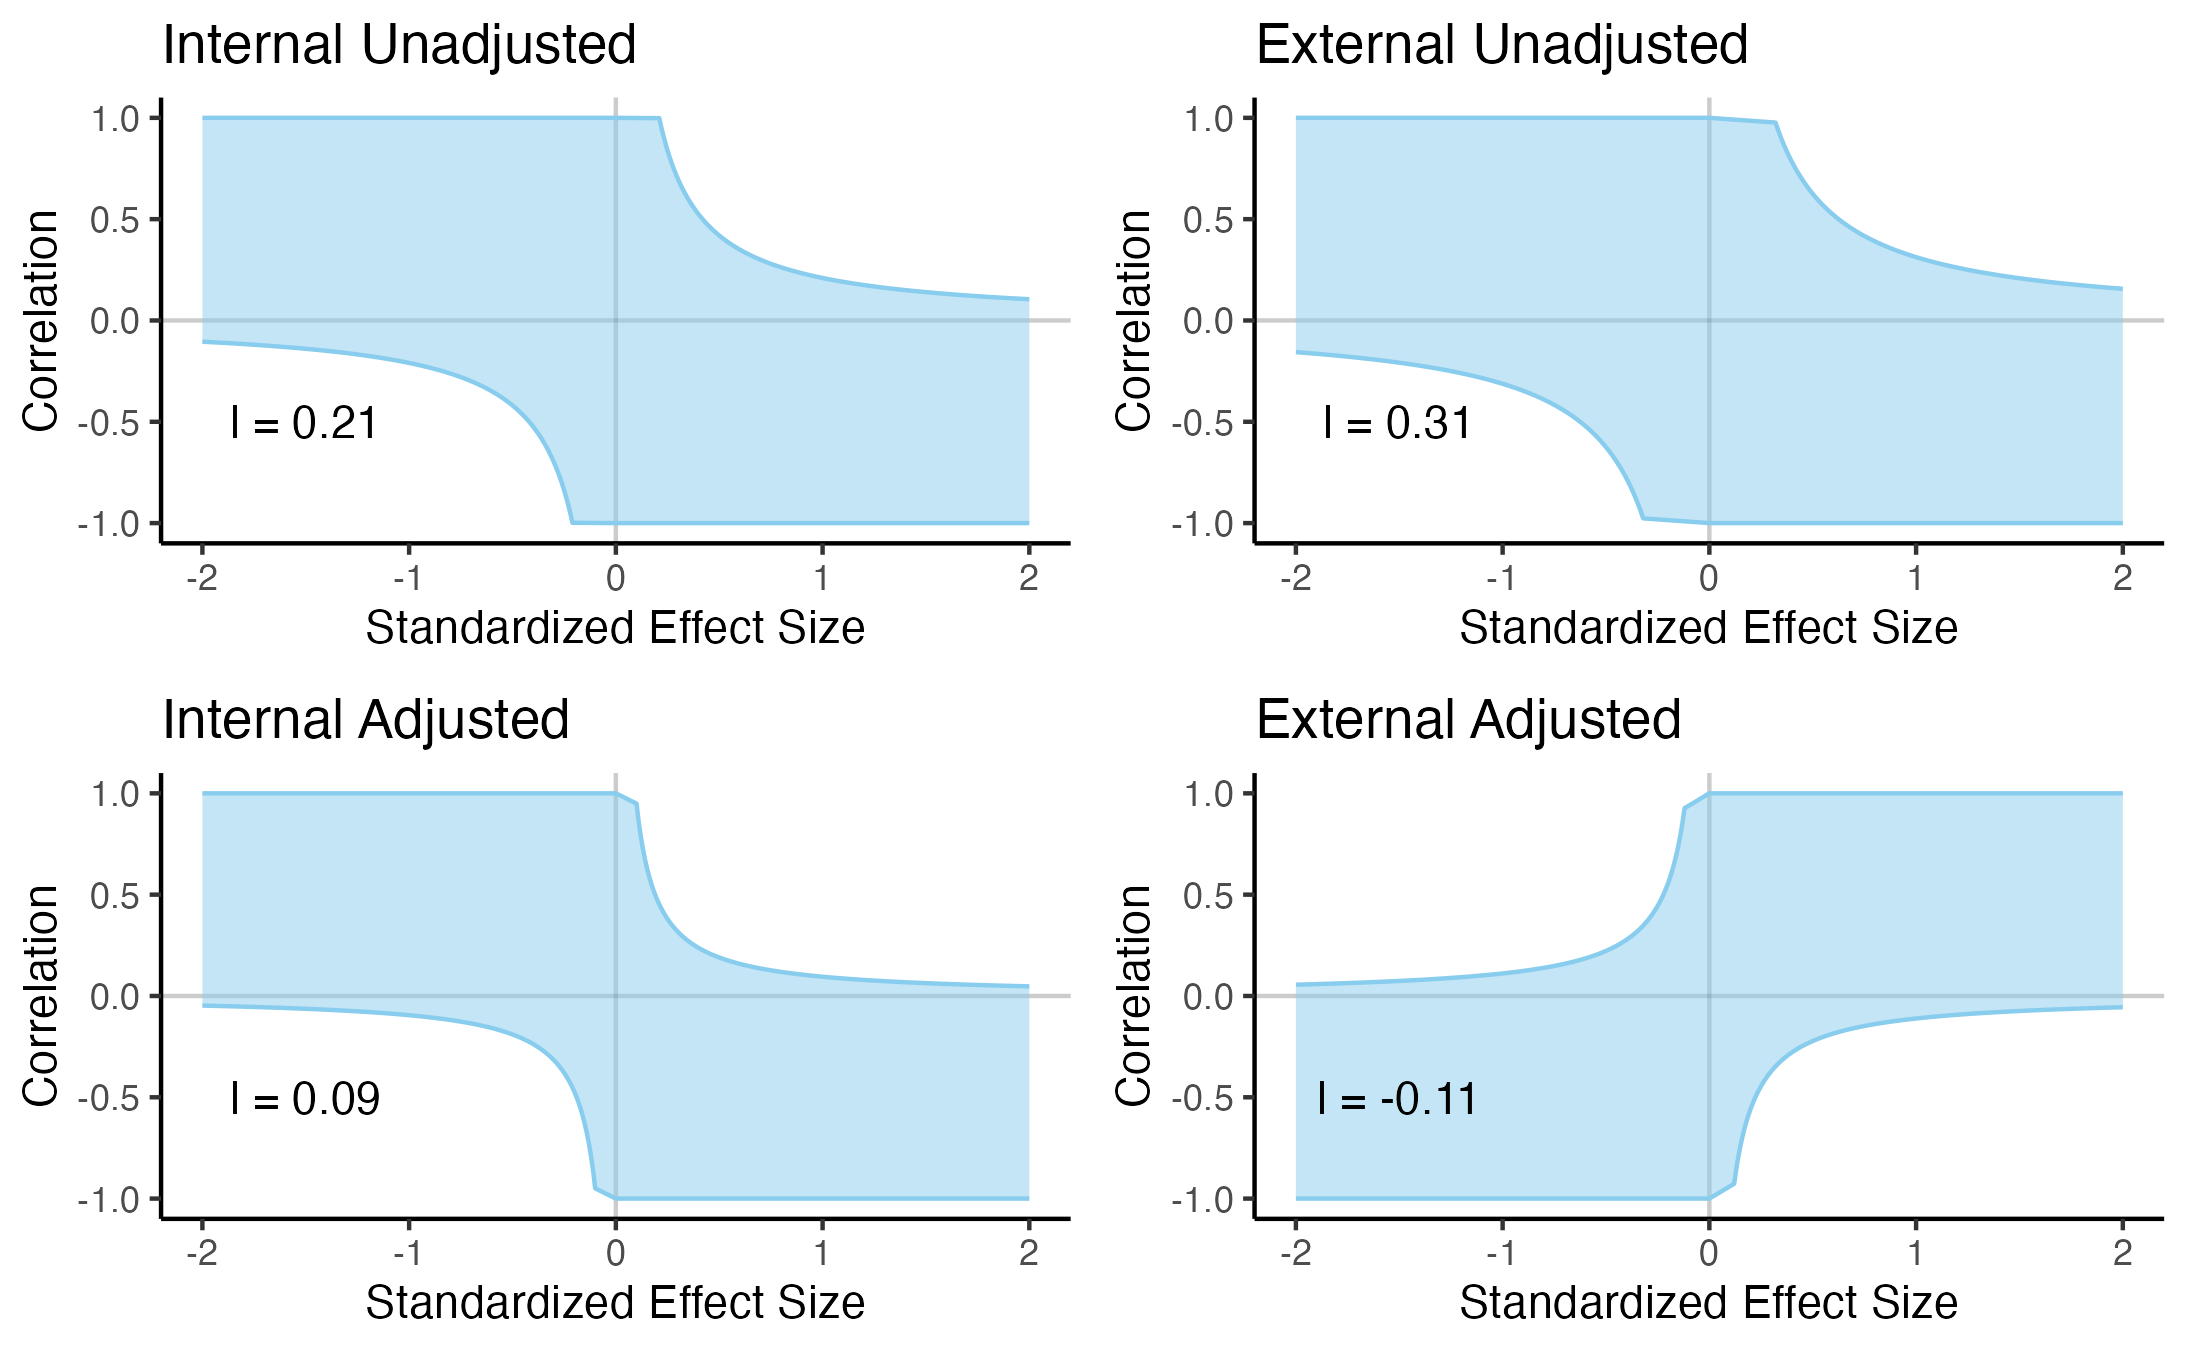 Internal Unadjusted
1.0
0.5
0.0
-0.5
-1.0
Correlation
l = 0.21
-2 -1 0 1 2
Standardized Effect Size
External Unadjusted
1.0
0.5
0.0
-0.5
-1.0
Correlation
l = 0.31
-2 -1 0 1 2
Standardized Effect Size
Internal Adjusted
1.0
0.5
0.0
-0.5
-1.0
Correlation
l = 0.09
-2 -1 0 1 2
Standardized Effect Size
External Adjusted
1.0
0.5
0.0
-0.5
-1.0
Correlation
l = -0.11
-2 -1 0 1 2
Standardized Effect Size